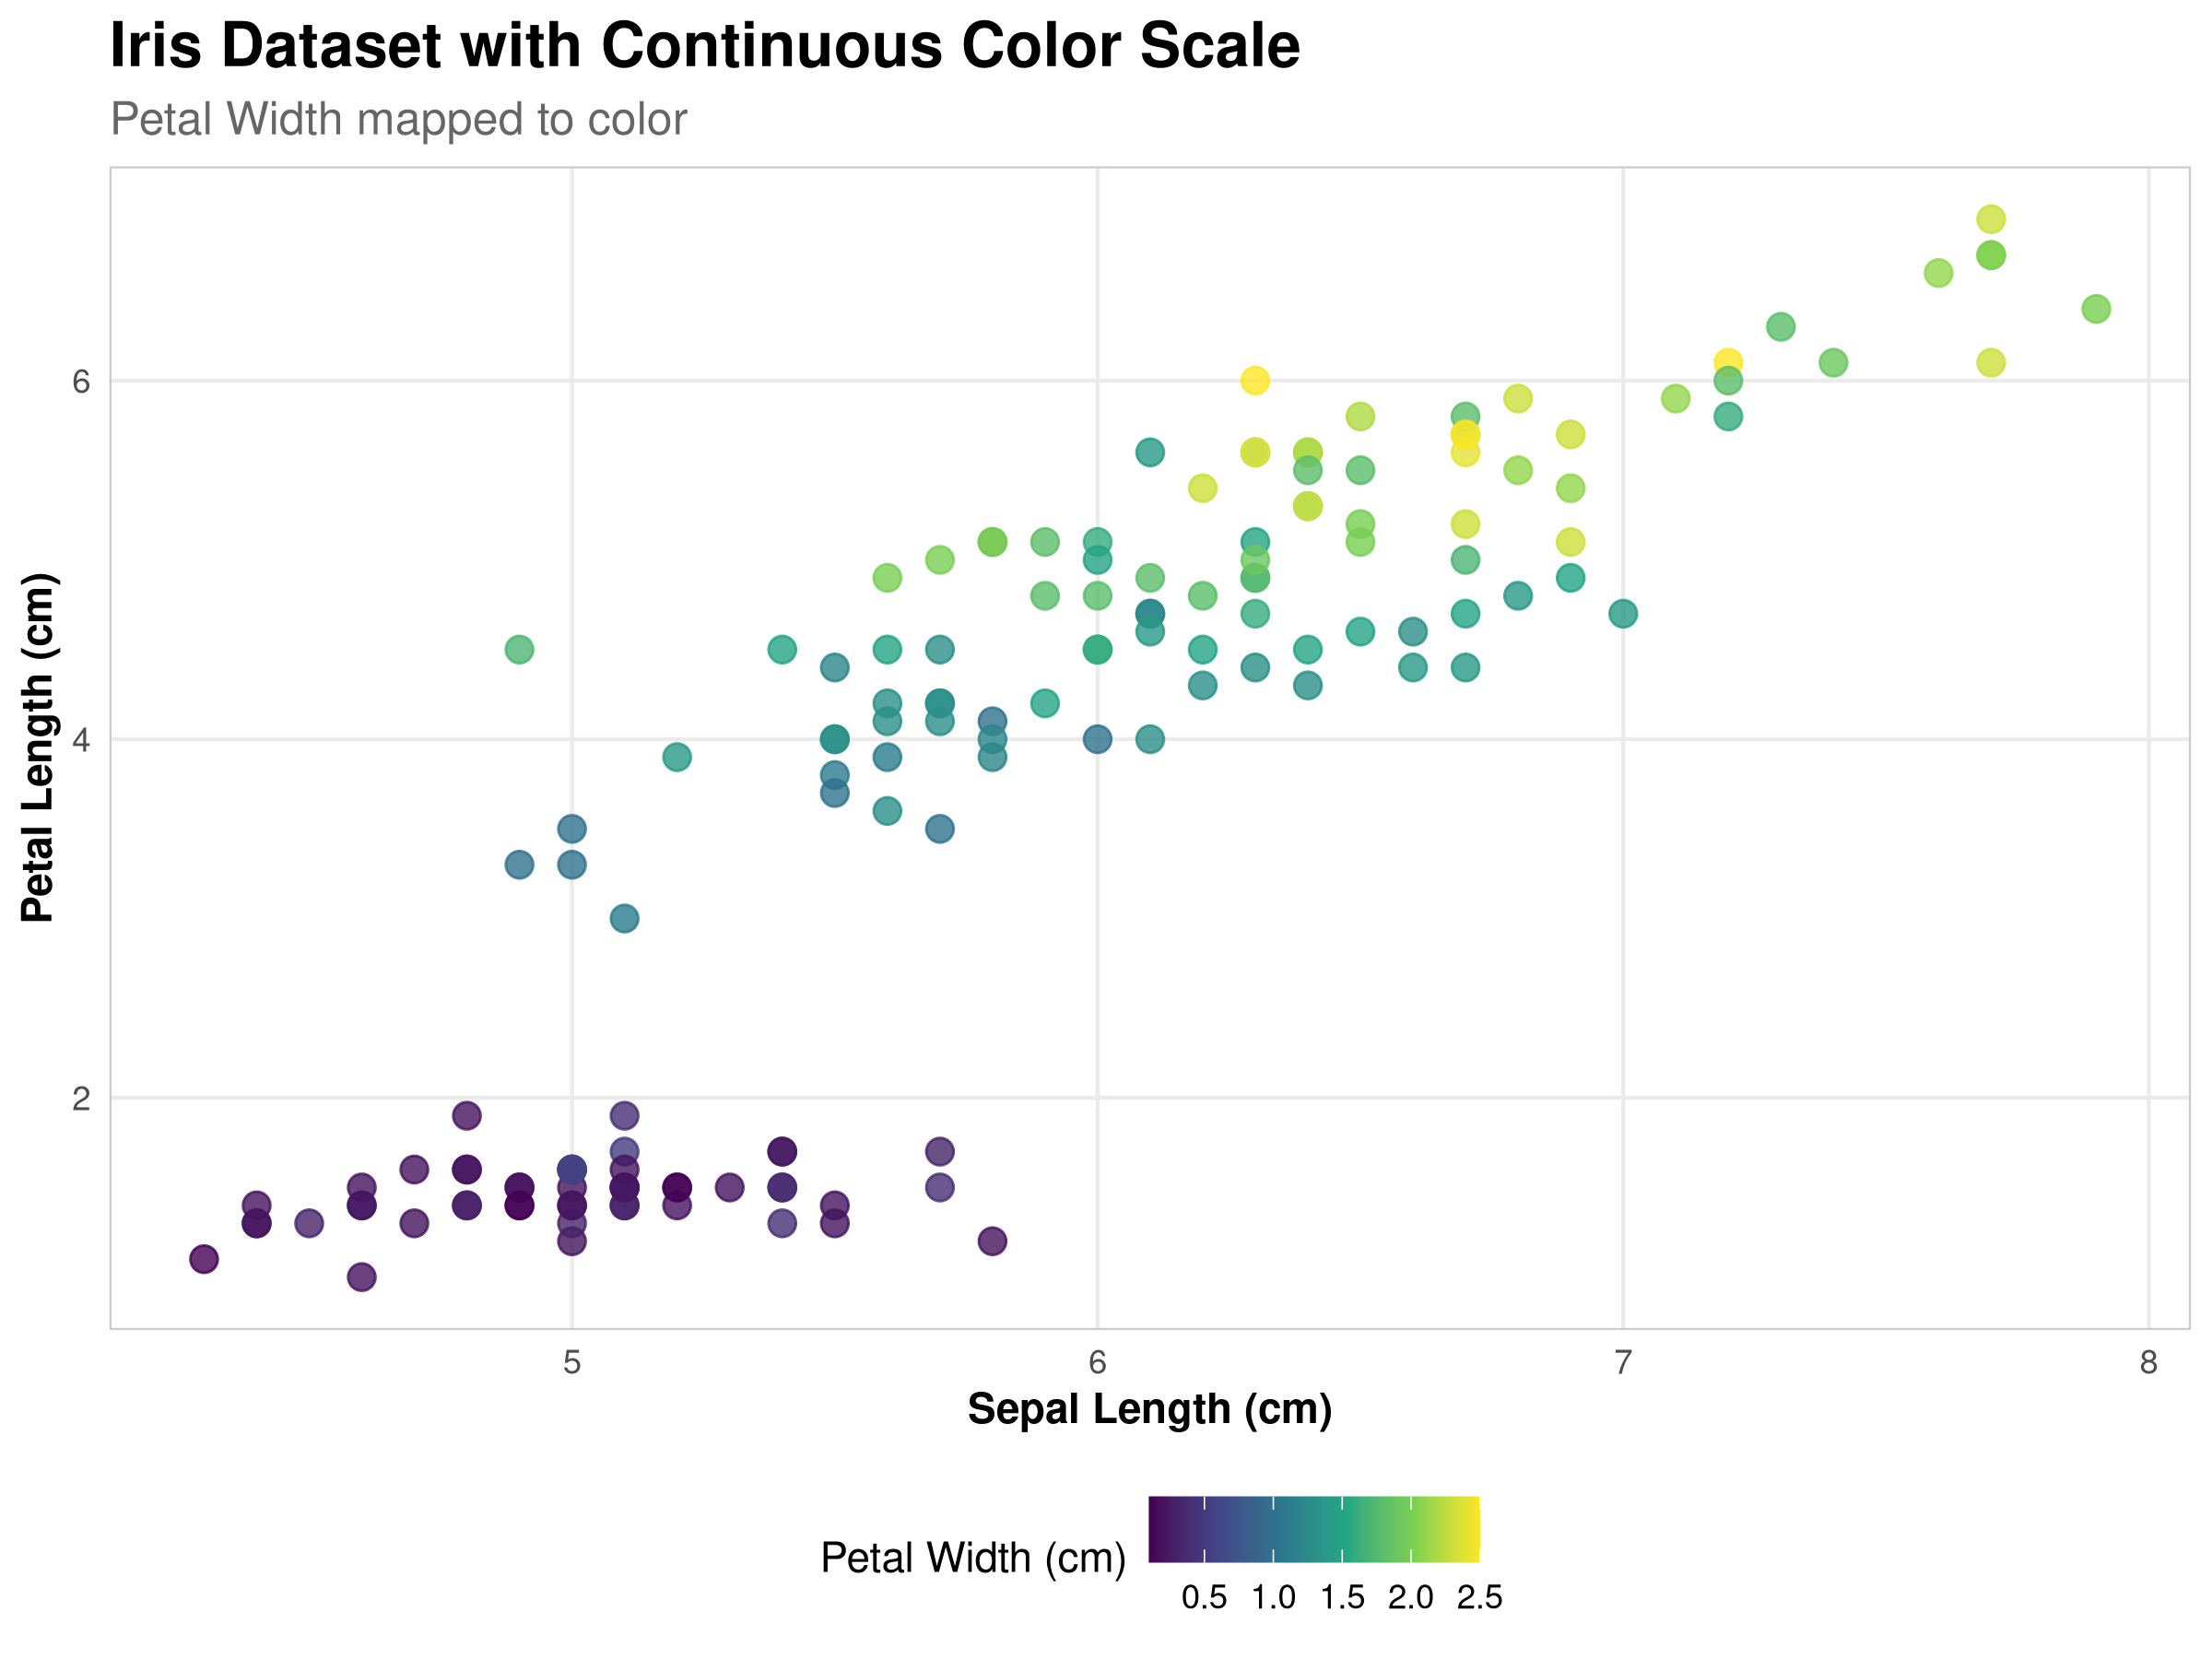 Iris Dataset with Continuous Color Scale
Petal Width mapped to color
Petal Length (cm)
6
4
2
5 6 7 8
Sepal Length (cm)
Petal Width (cm)
0.5 1.0 1.5 2.0 2.5